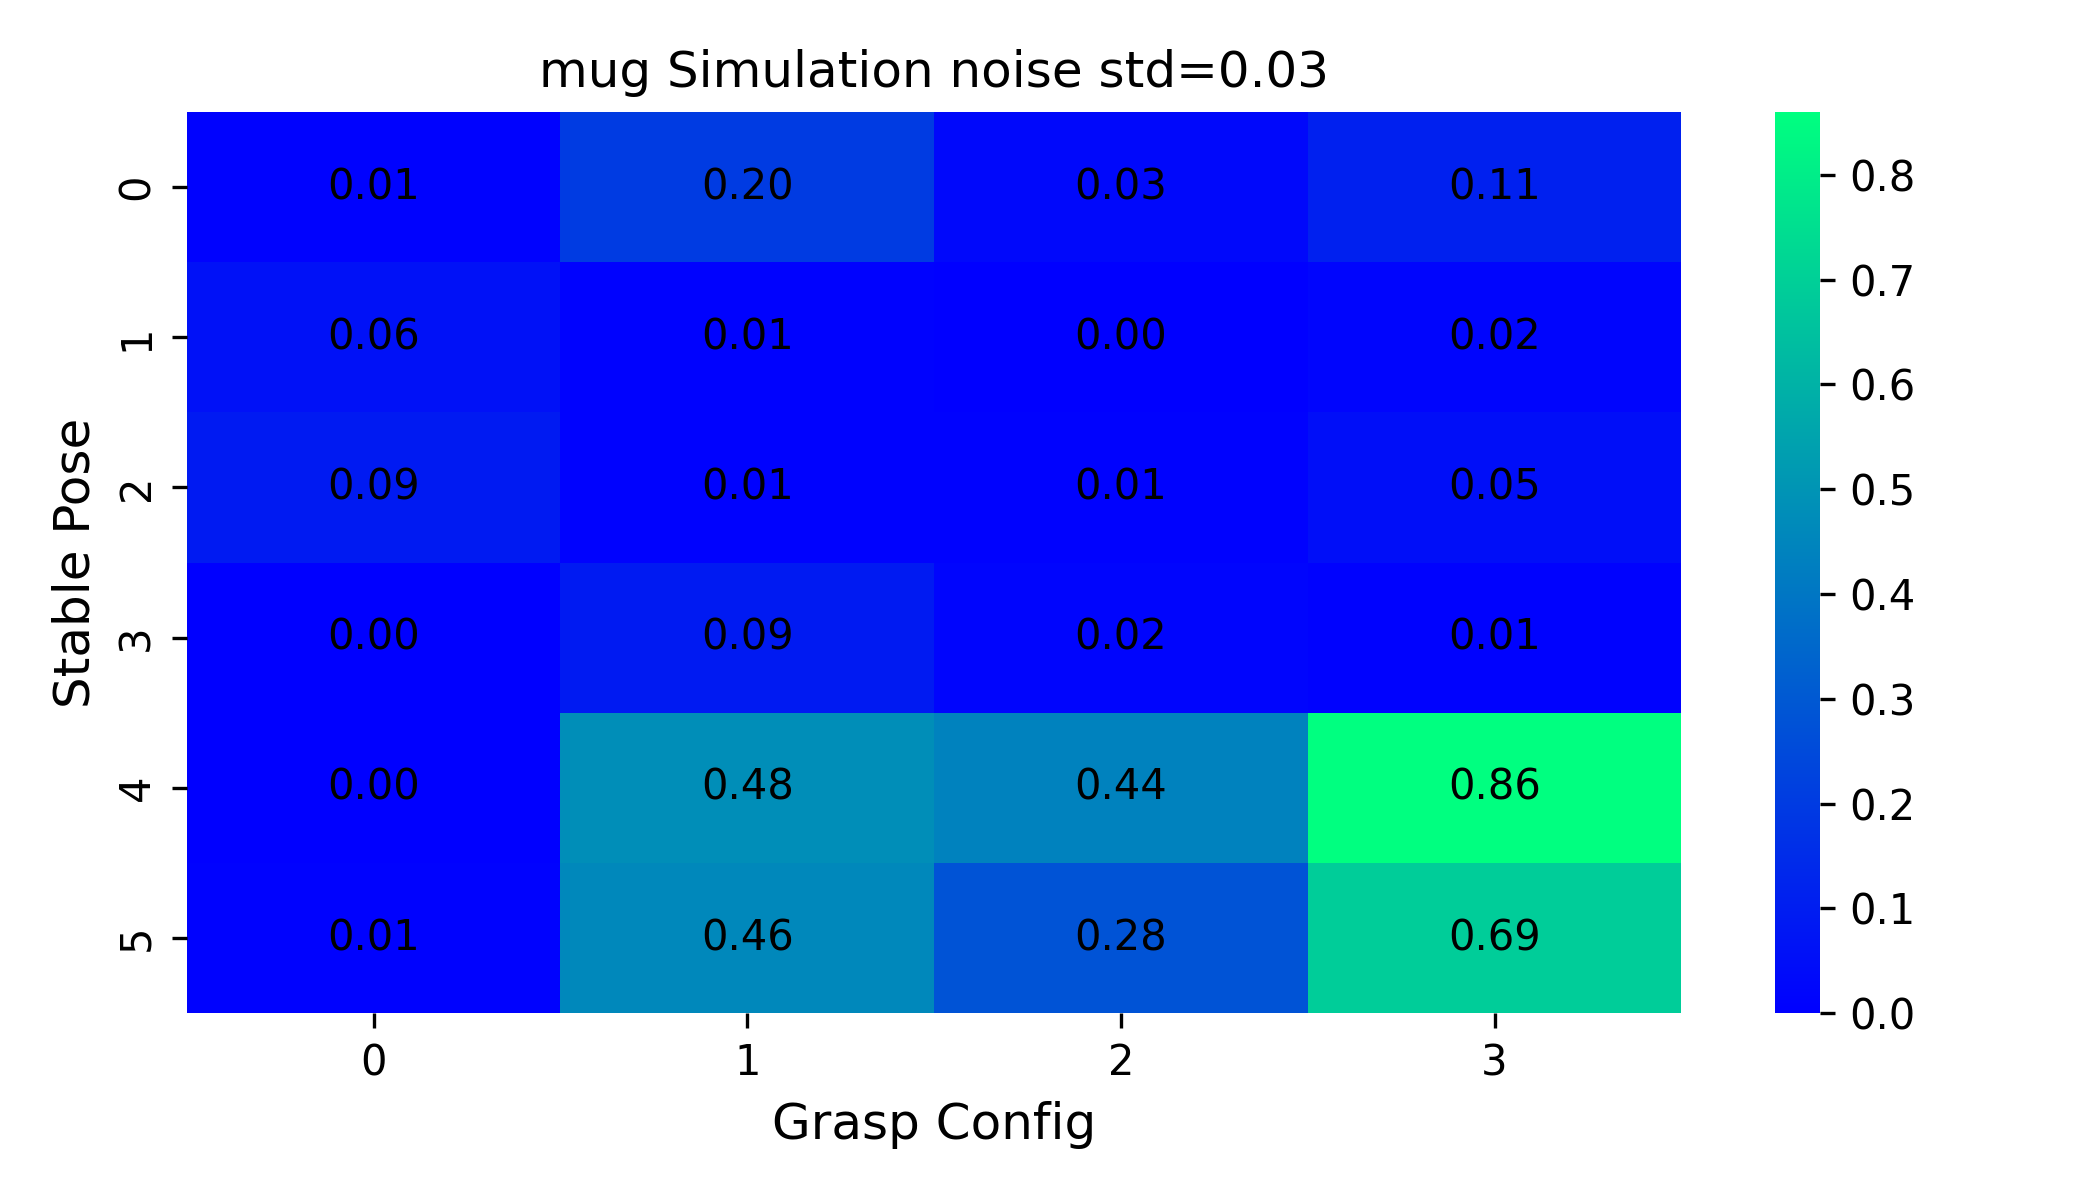 mug Simulation noise std=0.03
Stable Pose
0 0.01 0.20 0.03 0.11
1 0.06 0.01 0.00 0.02
2 0.09 0.01 0.01 0.05
3 0.00 0.09 0.02 0.01
4 0.00 0.48 0.44 0.86
5 0.01 0.46 0.28 0.69
0 1 2 3
Grasp Config
0.8
0.7
0.6
0.5
0.4
0.3
0.2
0.1
0.0